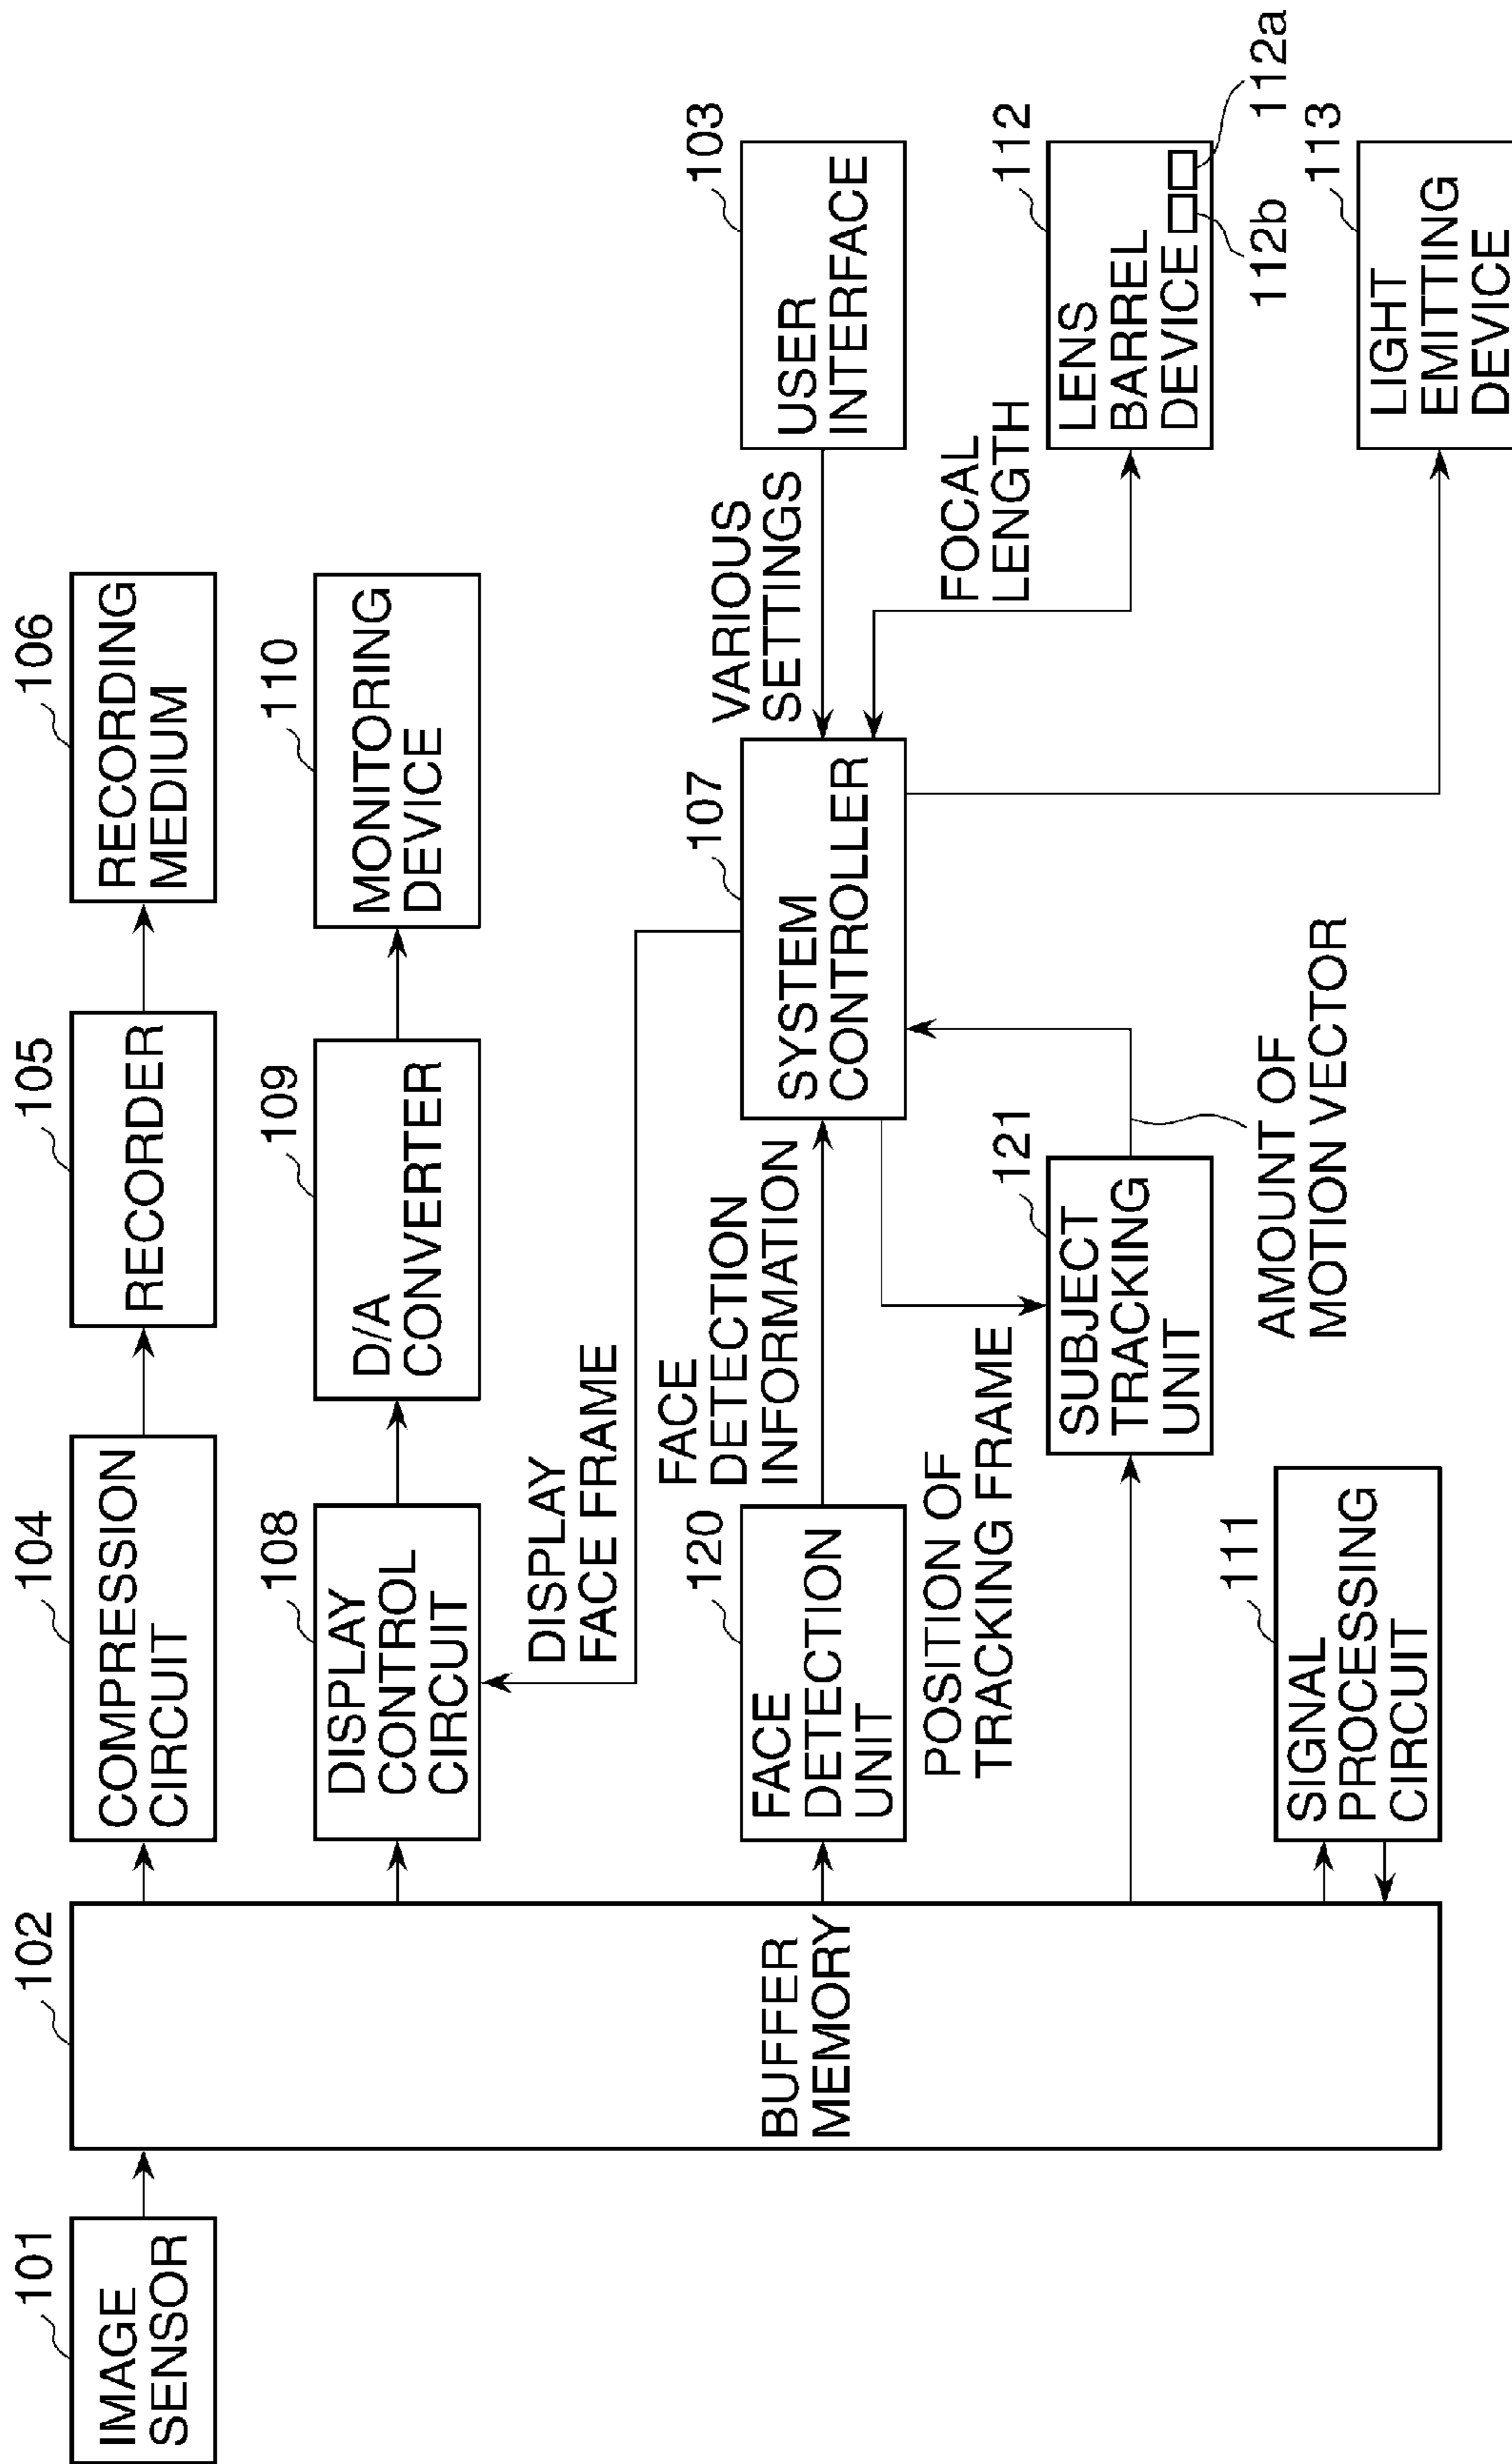 101
IMAGE
SENSOR
102
BUFFER
MEMORY
104
COMPRESSION
CIRCUIT
105
RECORDER
106
RECORDING
MEDIUM
108
DISPLAY
CONTROL
CIRCUIT
109
D/A
CONVERTER
110
MONITORING
DEVICE
DISPLAY
FACE FRAME
120
FACE
DETECTION
UNIT
FACE
DETECTION
INFORMATION
107
SYSTEM
CONTROLLER
VARIOUS
SETTINGS
103
USER
INTERFACE
POSITION OF
TRACKING FRAME
121
SUBJECT
TRACKING
UNIT
AMOUNT OF
MOTION VECTOR
FOCAL
LENGTH
112
LENS
BARREL
DEVICE
112b
112a
111
SIGNAL
PROCESSING
CIRCUIT
113
LIGHT
EMITTING
DEVICE